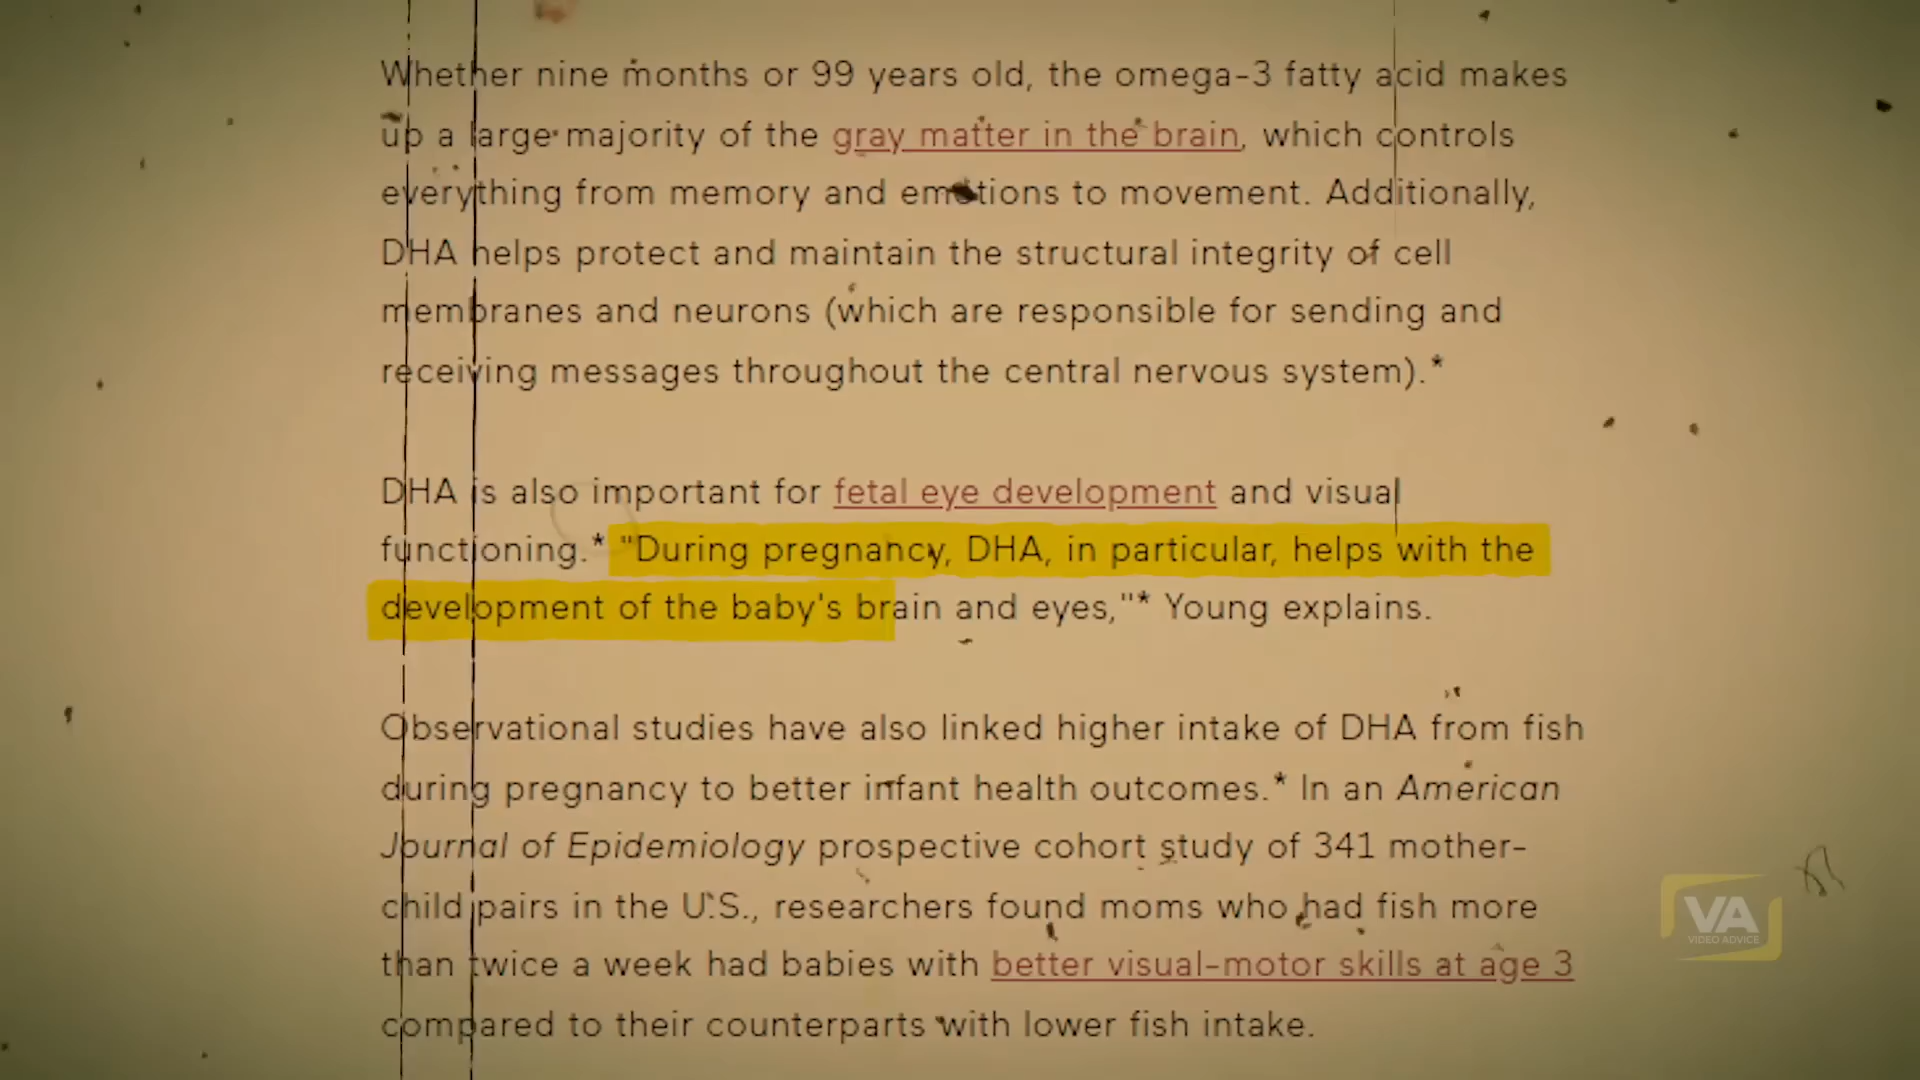 Whether nine months or 99 years old, the omega-3 fatty acid makes
up a large majority of the gray matter in the brain, which controls
everything from memory and emotions to movement. Additionally,
DHA helps protect and maintain the structural integrity of cell
membranes and neurons (which are responsible for sending and
receiving messages throughout the central nervous system).*
DHA is also important for fetal eye development and visual
functioning.* "During pregnancy, DHA, in particular, helps with the
development of the baby's brain and eyes,"* Young explains.
Observational studies have also linked higher intake of DHA from fish
during pregnancy to better infant health outcomes.* In an American
Journal of Epidemiology prospective cohort study of 341 mother-
child pairs in the U.S., researchers found moms who had fish more
than twice a week had babies with better visual-motor skills at age 3
compared to their counterparts with lower fish intake.
VA
VIDEO ADVICE